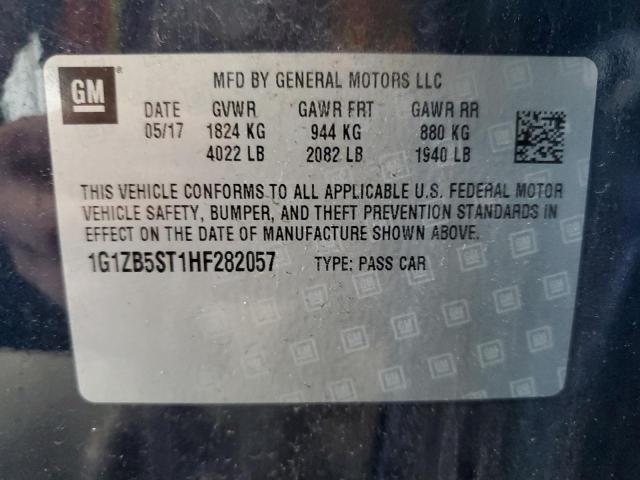 GM®
MFD BY GENERAL MOTORS LLC
DATE GVWR GAWR FRT GAWR RR
05/17 1824 KG 944 KG 880 KG
4022 LB 2082 LB 1940 LB
THIS VEHICLE CONFORMS TO ALL APPLICABLE U.S. FEDERAL MOTOR
VEHICLE SAFETY, BUMPER, AND THEFT PREVENTION STANDARDS IN
EFFECT ON THE DATE OF MANUFACTURE SHOWN ABOVE.
1G1ZB5ST1HF282057 TYPE: PASS CAR